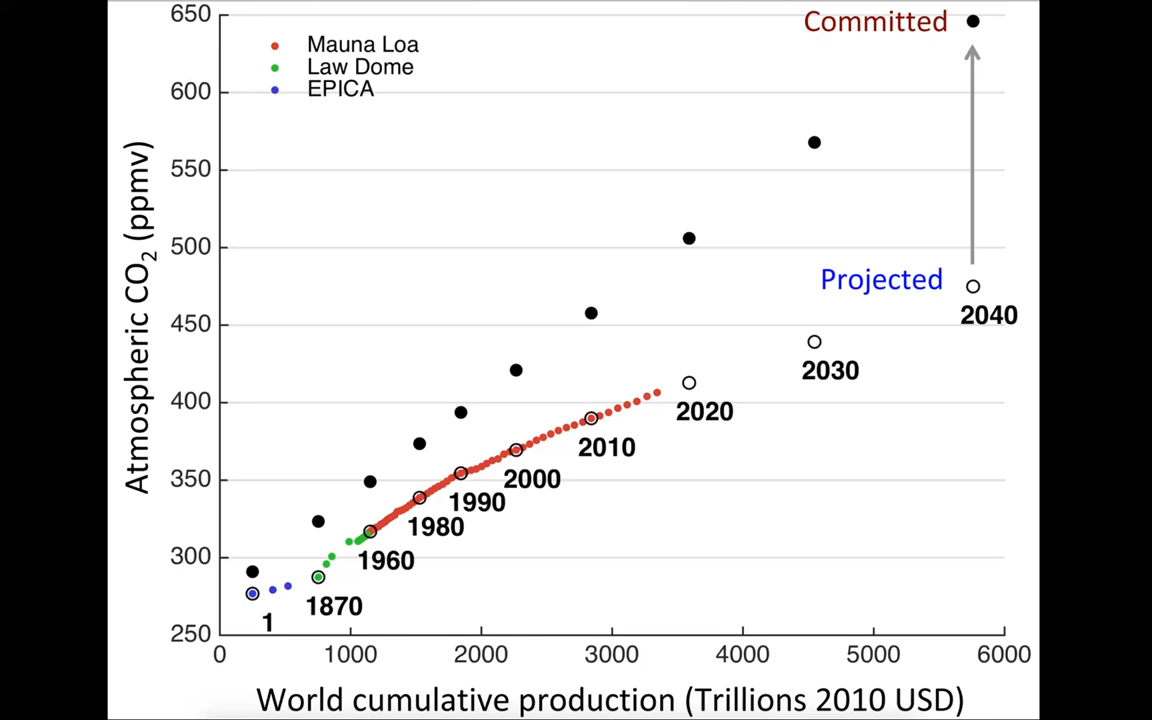 650
Committed
Mauna Loa
Law Dome
EPICA
600
550
500
Projected
2040
450
2030
400
2020
2010
350
2000
1990
1980
300
1960
1870
1
250
0 1000 2000 3000 4000 5000 6000
Atmospheric CO2 (ppmv)
World cumulative production (Trillions 2010 USD)